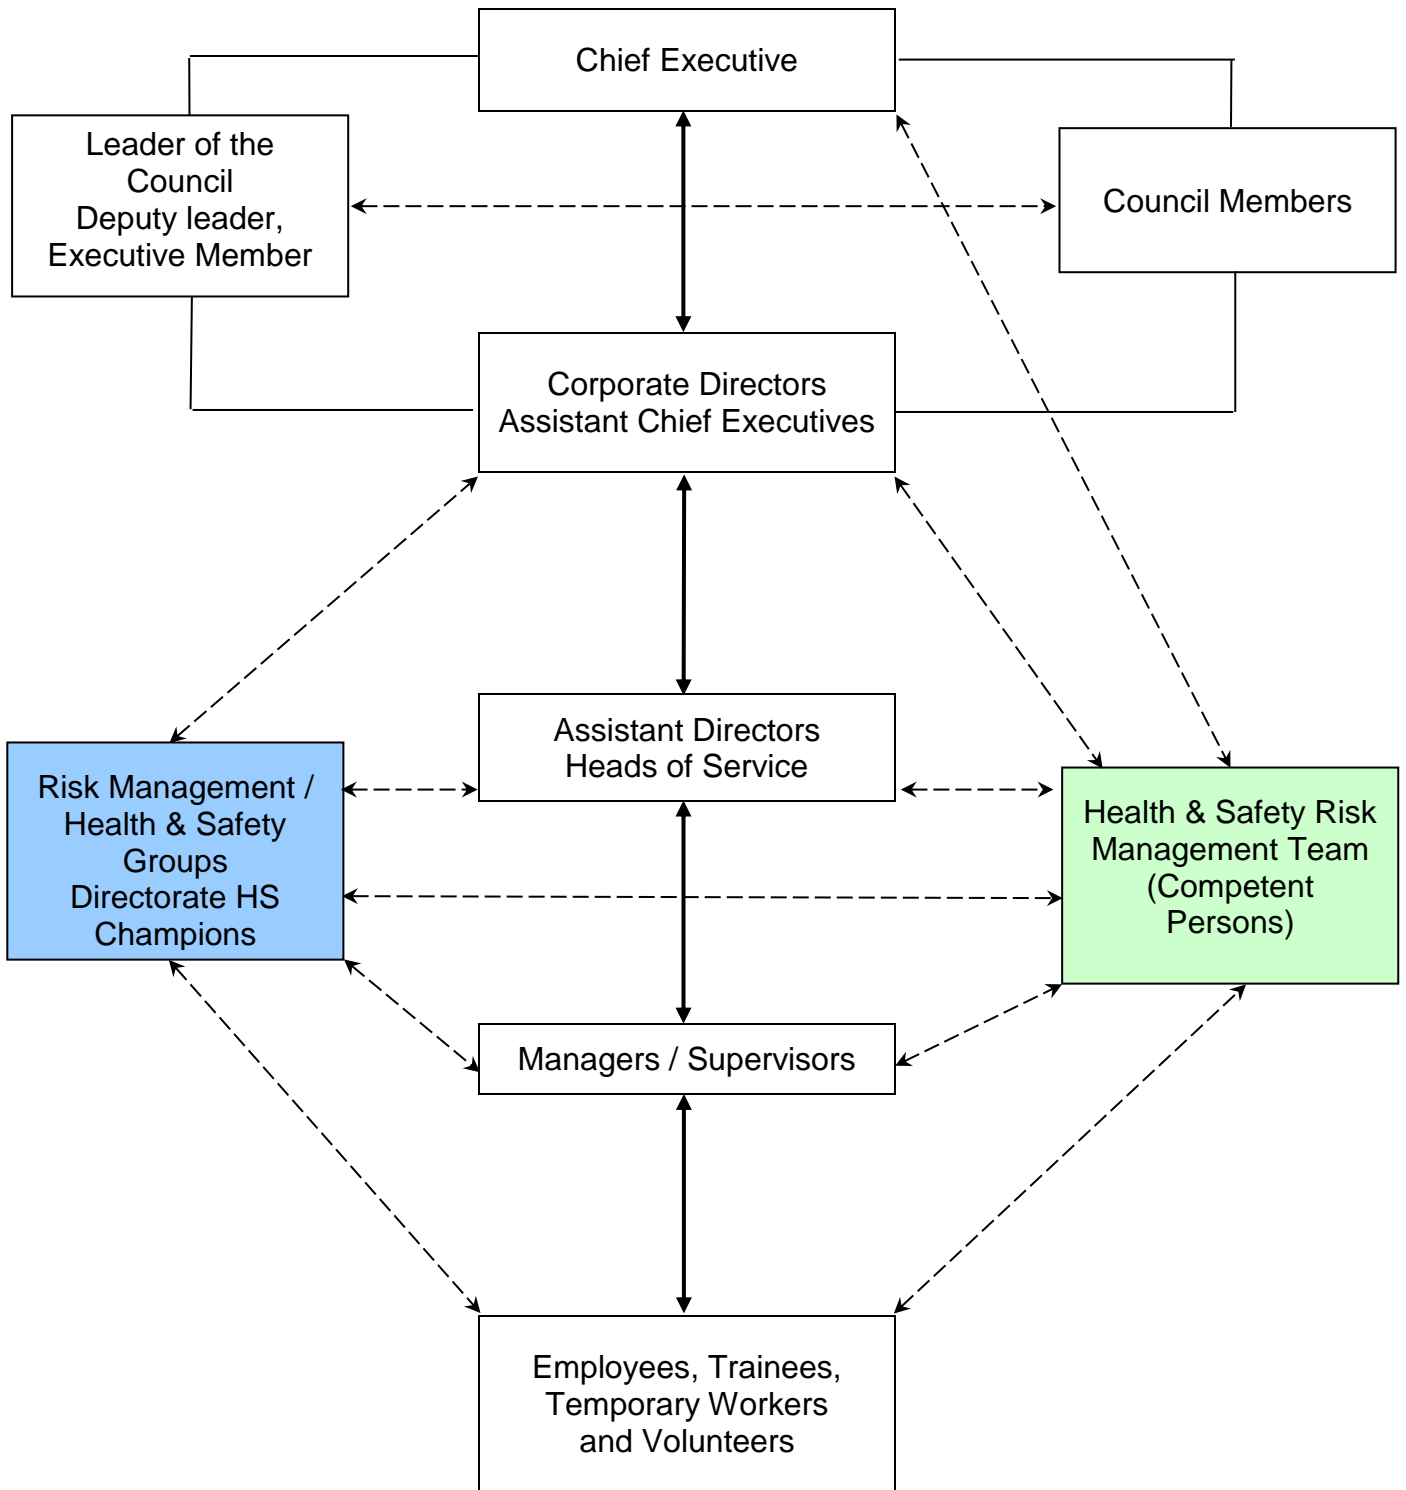 Chief Executive
Leader of the
Council
Deputy leader,
Executive Member
Council Members
Corporate Directors
Assistant Chief Executives
Assistant Directors
Heads of Service
Risk Management /
Health & Safety
Groups
Directorate HS
Champions
Health & Safety Risk
Management Team
(Competent
Persons)
Managers / Supervisors
Employees, Trainees,
Temporary Workers
and Volunteers